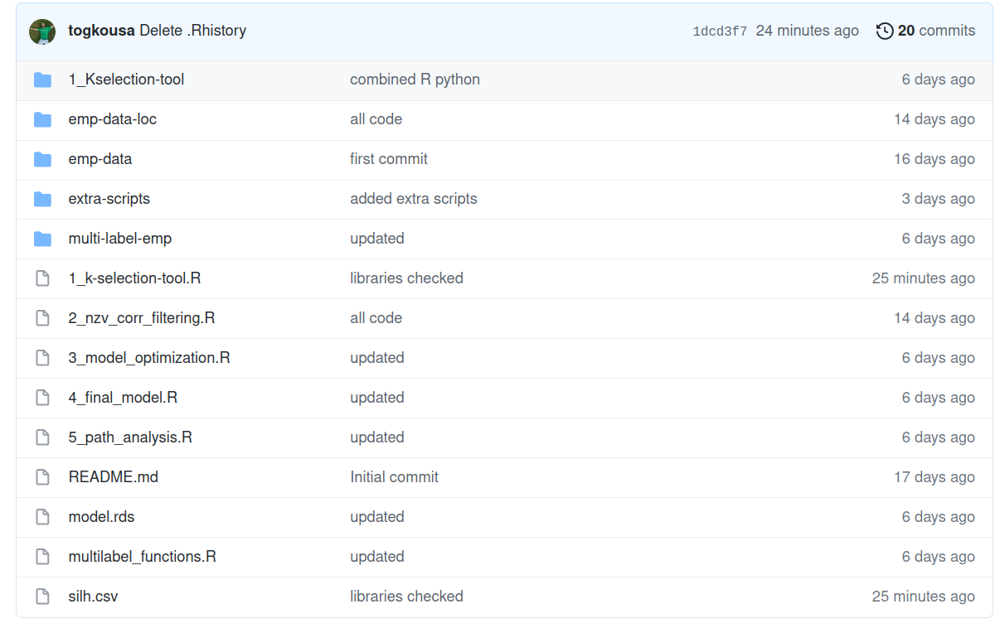 togkousa Delete .Rhistory 1dcd3f7 24 minutes ago 20 commits
1_Kselection-tool combined R python 6 days ago
emp-data-loc all code 14 days ago
emp-data first commit 16 days ago
extra-scripts added extra scripts 3 days ago
multi-label-emp updated 6 days ago
1_k-selection-tool.R libraries checked 25 minutes ago
2_nzv_corr_filtering.R all code 14 days ago
3_model_optimization.R updated 6 days ago
4_final_model.R updated 6 days ago
5_path_analysis.R updated 6 days ago
README.md Initial commit 17 days ago
model.rds updated 6 days ago
multilabel_functions.R updated 6 days ago
silh.csv libraries checked 25 minutes ago